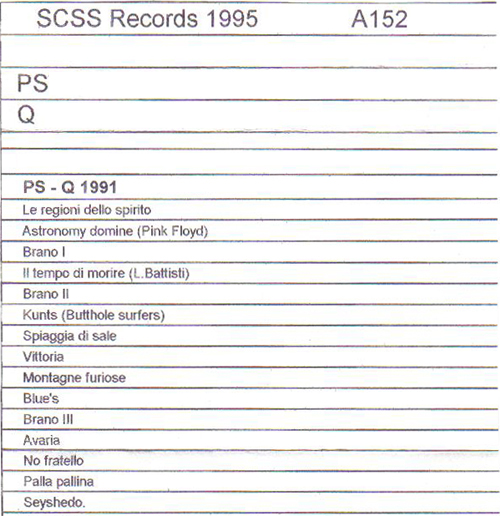 SCSS Records 1995 A152
PS
Q
PS - Q 1991
Le regioni dello spirito
Astronomy domine (Pink Floyd)
Brano I
Il tempo di morire (L.Battisti)
Brano II
Kunts (Butthole surfers)
Spiaggia di sale
Vittoria
Montagne furiose
Blue's
Brano III
Avaria
No fratello
Palla pallina
Seyshedo.